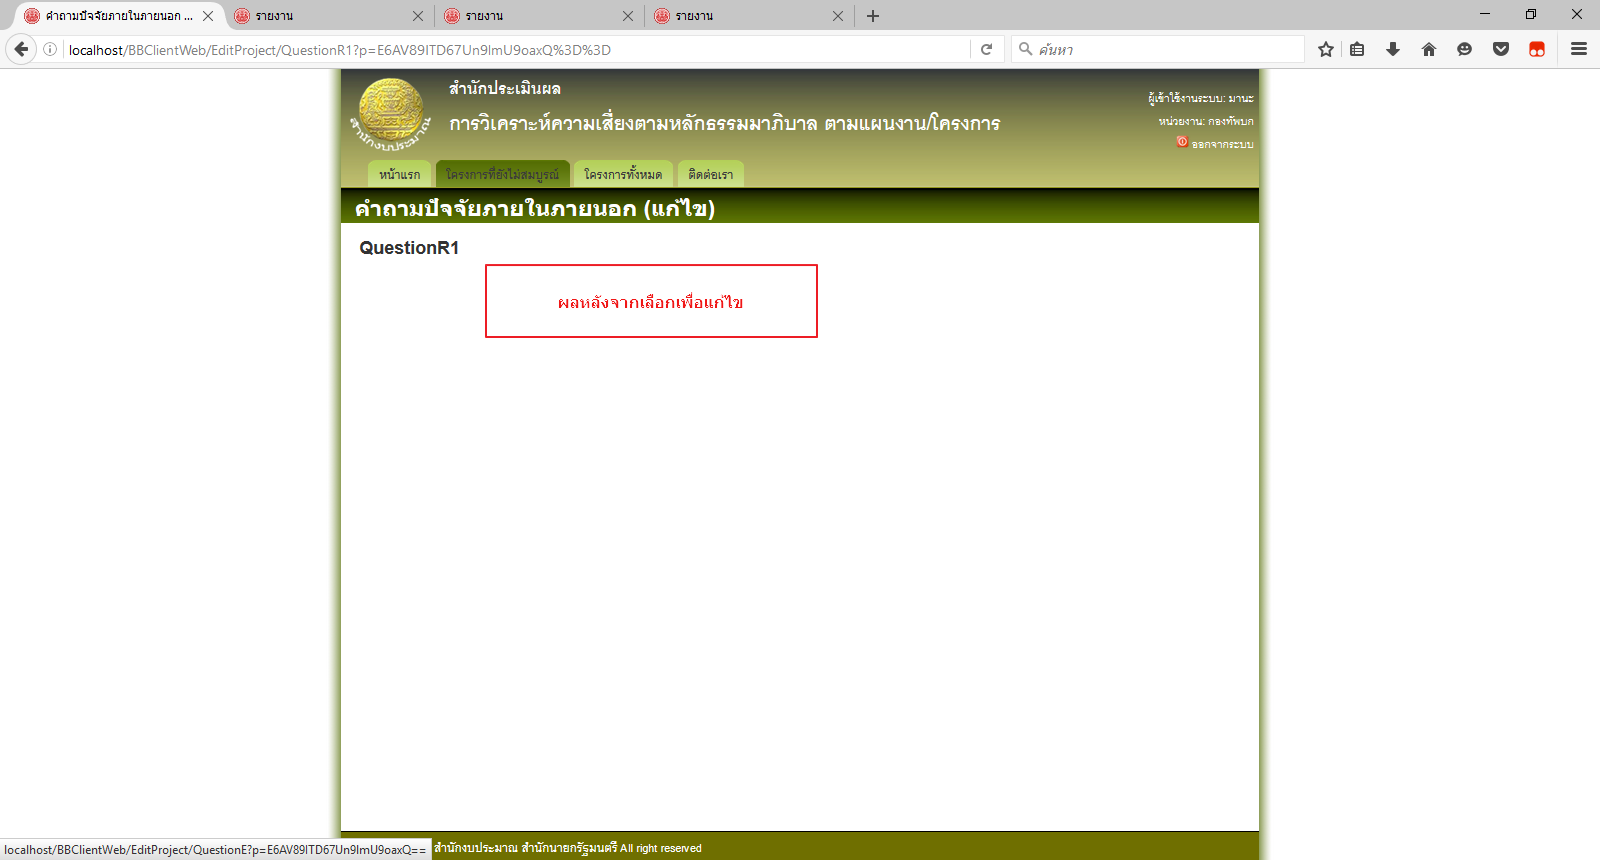 คำถามปัจจัยภายในภายนอก ...
รายงาน
รายงาน
รายงาน
localhost/BBClientWeb/EditProject/QuestionR1?p=E6AV89ITD67Un9lmU9oaxQ%3D%3D
ค้นหา
สำนักงบประมาณ
สำนักประเมินผล
การวิเคราะห์ความเสี่ยงตามหลักธรรมมาภิบาล ตามแผนงาน/โครงการ
ผู้เข้าใช้งานระบบ: มานะ
หน่วยงาน: กองทัพบก
ออกจากระบบ
หน้าแรก
โครงการที่ยังไม่สมบูรณ์
โครงการทั้งหมด
ติดต่อเรา
คำถามปัจจัยภายในภายนอก (แก้ไข)
QuestionR1
ผลหลังจากเลือกเพื่อแก้ไข
localhost/BBClientWeb/EditProject/QuestionE?p=E6AV89ITD67Un9lmU9oaxQ==
สำนักงบประมาณ สำนักนายกรัฐมนตรี All right reserved